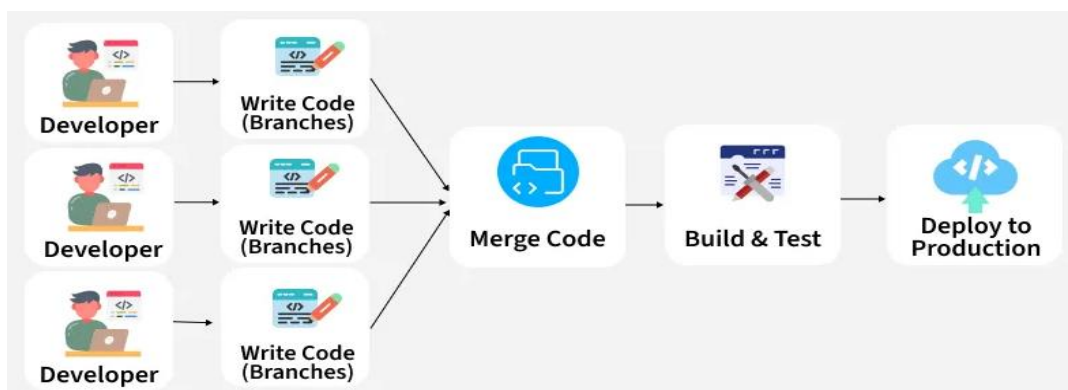 Developer
Write Code
(Branches)
Developer
Write Code
(Branches)
Developer
Write Code
(Branches)
Merge Code
Build & Test
Deploy to
Production